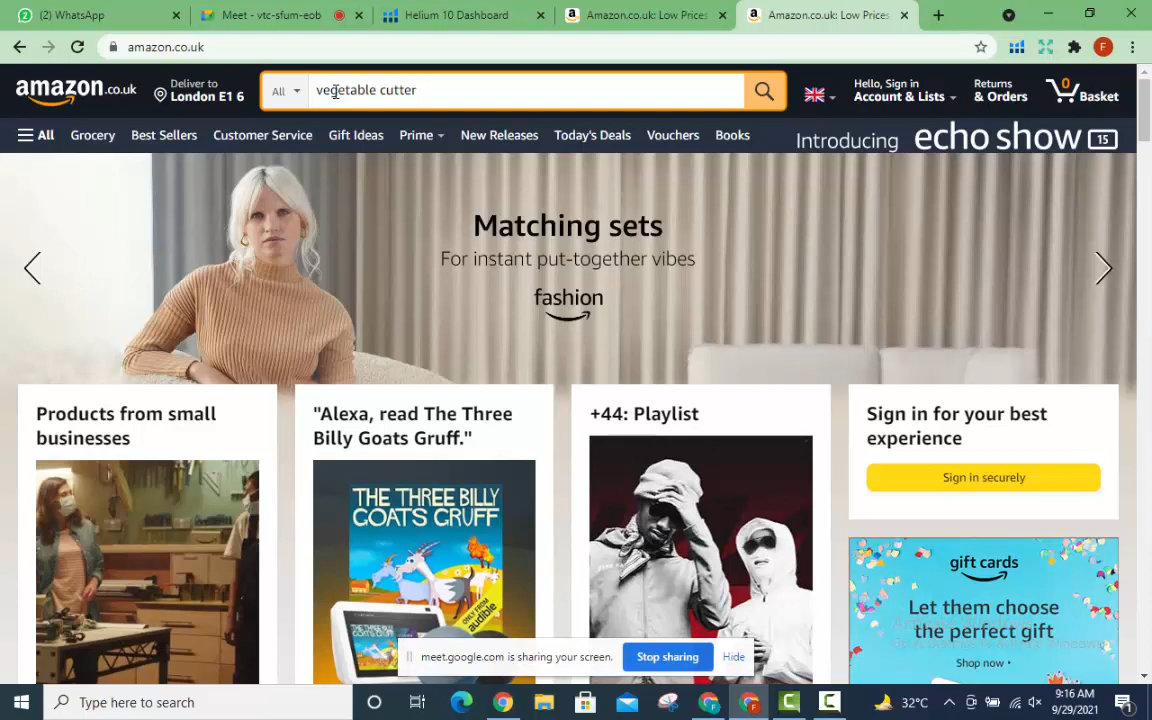 (2) WhatsApp
Meet - vtc-sfum-eob
Helium 10 Dashboard
Amazon.co.uk: Low Prices
Amazon.co.uk: Low Prices
amazon.co.uk
F
amazon.co.uk
Deliver to
London E1 6
All
vegetable cutter
Hello, Sign in
Account & Lists
Returns
& Orders
0
Basket
All
Grocery
Best Sellers
Customer Service
Gift Ideas
Prime
New Releases
Today's Deals
Vouchers
Books
Introducing echo show 15
Matching sets
For instant put-together vibes
fashion
Products from small
businesses
"Alexa, read The Three
Billy Goats Gruff."
THE THREE BILLY
GOATS GRUFF
ONLY FROM
audible
+44: Playlist
Sign in for your best
experience
Sign in securely
gift cards
Let them choose
the perfect gift
Shop now
meet.google.com is sharing your screen.
Stop sharing
Hide
Type here to search
32°C
9:16 AM
9/29/2021
1